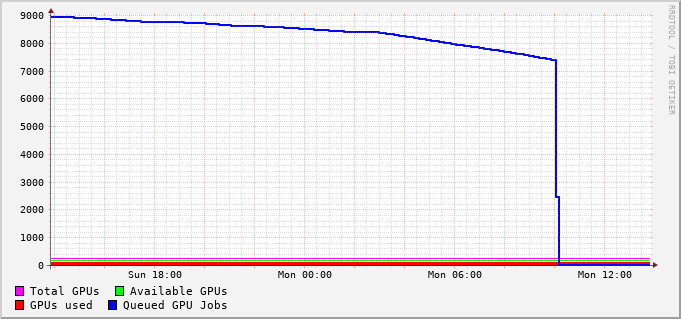 9000
8000
7000
6000
5000
4000
3000
2000
1000
0
Sun 18:00 Mon 00:00 Mon 06:00 Mon 12:00
Total GPUs Available GPUs
GPUs used Queued GPU Jobs
RRDTOOL / TOBI OETIKER